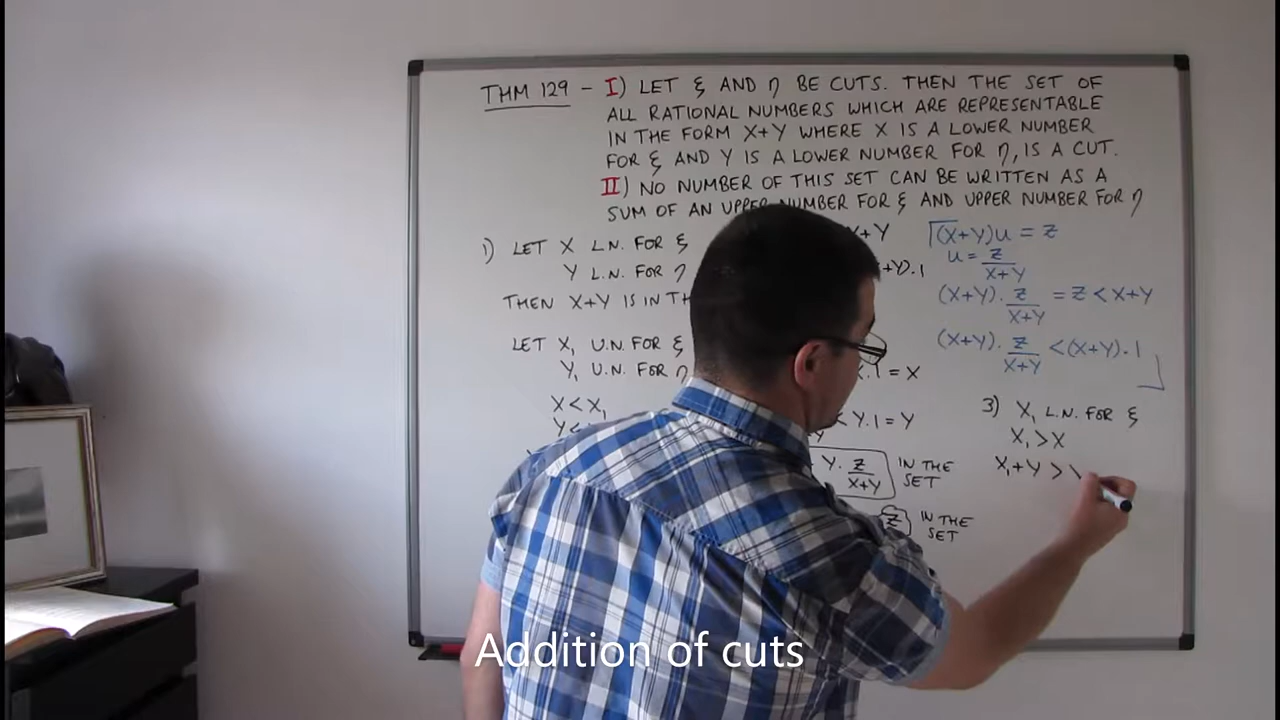 THM 129 - I) LET ξ AND η BE CUTS. THEN THE SET OF
ALL RATIONAL NUMBERS WHICH ARE REPRESENTABLE
IN THE FORM X+Y WHERE X IS A LOWER NUMBER
FOR ξ AND Y IS A LOWER NUMBER FOR η, IS A CUT.
II) NO NUMBER OF THIS SET CAN BE WRITTEN AS A
SUM OF AN UPPER NUMBER FOR ξ AND UPPER NUMBER FOR η
1) LET X L.N. FOR ξ
Y L.N. FOR η
THEN X+Y IS IN TH
LET X₁ U.N. FOR ξ
Y₁ U.N. FOR η
X < X₁
Y <
X+Y
+Y).1
X.1 = X
< Y.1 = Y
Y. Z/(X+Y) IN THE
SET
Z IN THE
SET
(X+Y)u = Z
u = Z/(X+Y)
(X+Y). Z/(X+Y) = Z < X+Y
(X+Y). Z/(X+Y) < (X+Y).1
3) X₁ L.N. FOR ξ
X₁ > X
X₁+Y >
Addition of cuts